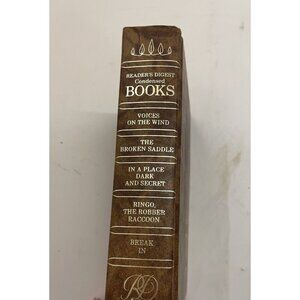 READER'S DIGEST
Condensed
BOOKS
VOICES
ON THE WIND
THE
BROKEN SADDLE
IN A PLACE
DARK
AND SECRET
RINGO,
THE ROBBER
RACCOON
BREAK
IN
RD